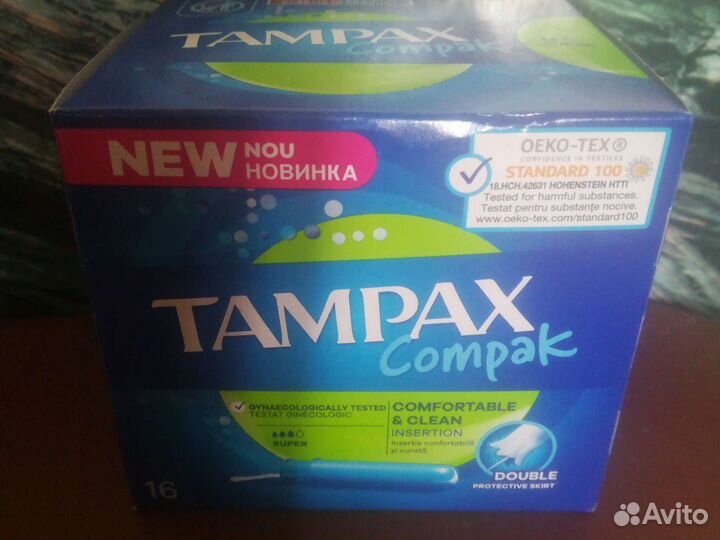 TAMPAX
Compak
NEW
NOU
НОВИНКА
OEKO-TEX®
CONFIDENCE IN TEXTILES
STANDARD 100
18.HCH.42631 HOHENSTEIN HTTI
Tested for harmful substances.
Testat pentru substanțe nocive.
www.oeko-tex.com/standard100
TAMPAX
Compak
GYNAECOLOGICALLY TESTED
TESTAT GINECOLOGIC
SUPER
COMFORTABLE
& CLEAN
INSERTION
Inserție confortabilă
și curată
DOUBLE
PROTECTIVE SKIRT
16
Avito